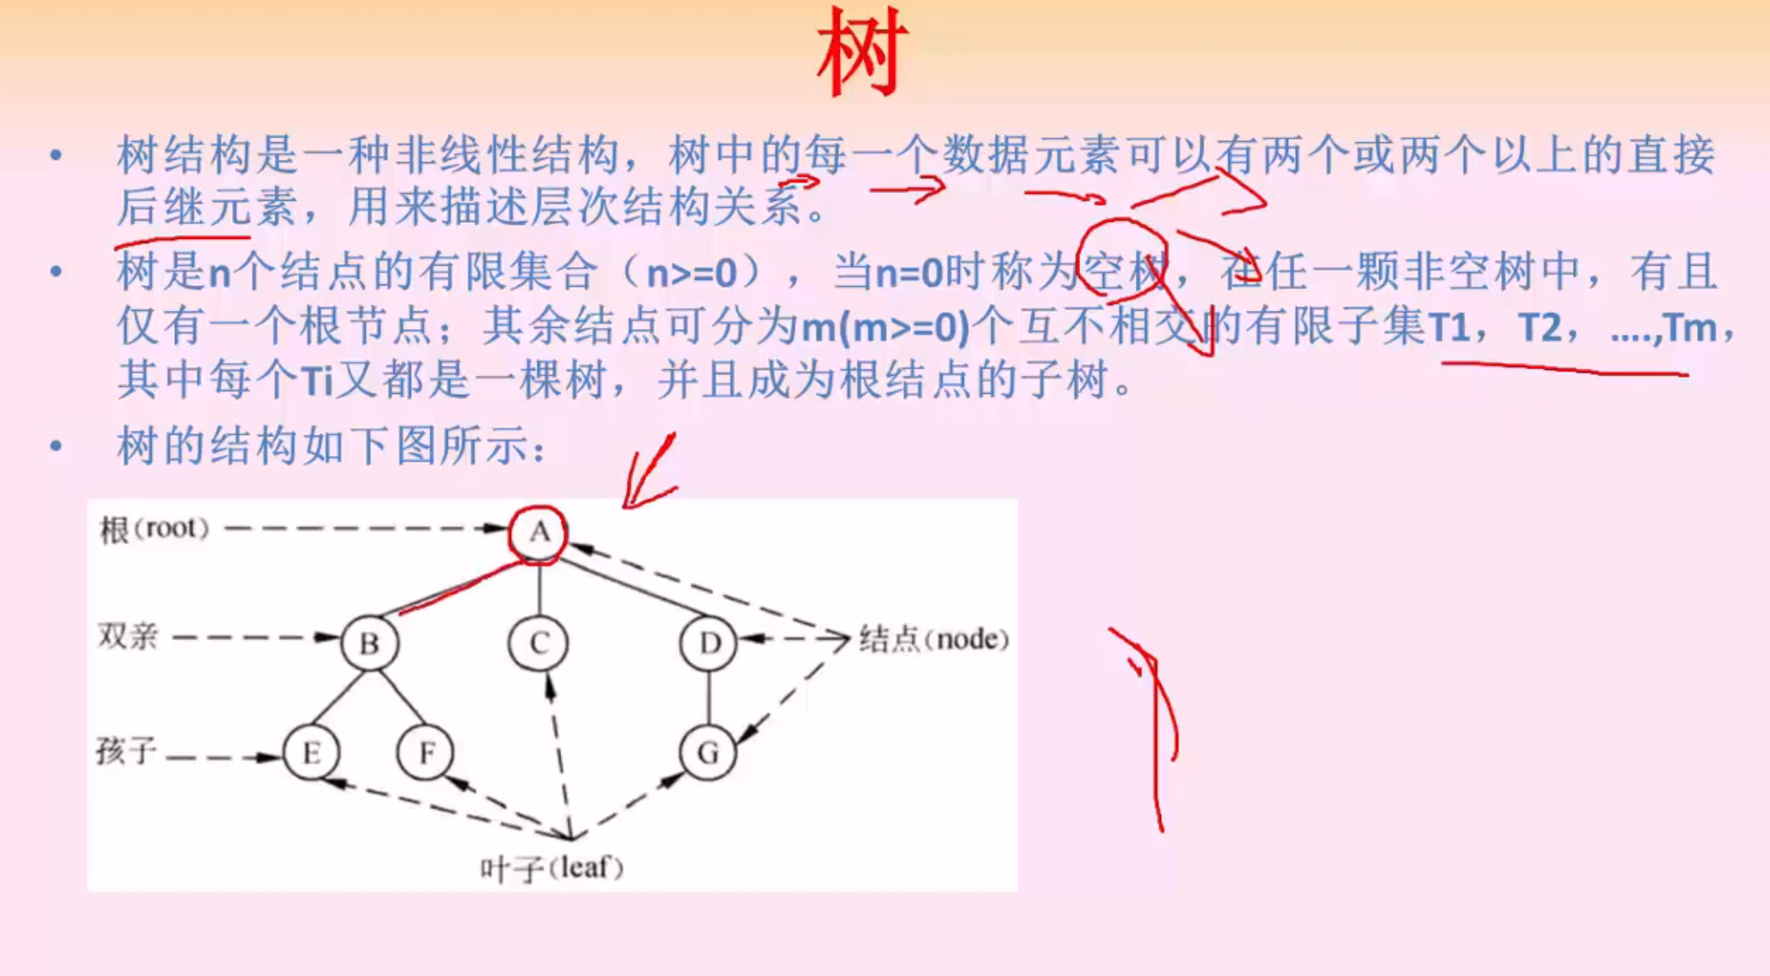 树
• 树结构是一种非线性结构，树中的每一个数据元素可以有两个或两个以上的直接
后继元素，用来描述层次结构关系。
• 树是n个结点的有限集合（n>=0），当n=0时称为空树，在任一颗非空树中，有且
仅有一个根节点；其余结点可分为m(m>=0)个互不相交的有限子集T1，T2，....,Tm，
其中每个Ti又都是一棵树，并且成为根结点的子树。
• 树的结构如下图所示：
根(root) A
双亲 B C D 结点(node)
孩子 E F G
叶子(leaf)